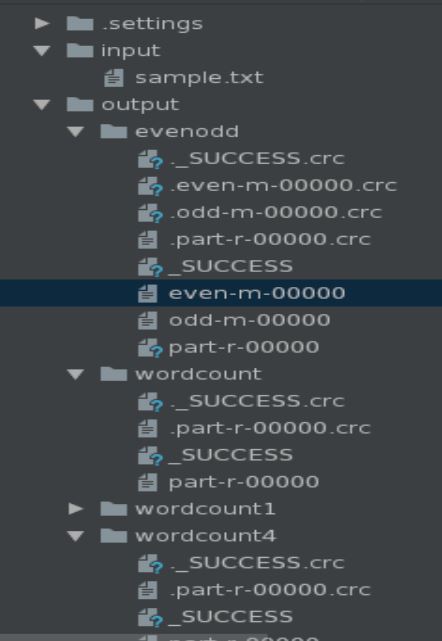 .settings
input
sample.txt
output
evenodd
._SUCCESS.crc
.even-m-00000.crc
.odd-m-00000.crc
.part-r-00000.crc
_SUCCESS
even-m-00000
odd-m-00000
part-r-00000
wordcount
._SUCCESS.crc
.part-r-00000.crc
_SUCCESS
part-r-00000
wordcount1
wordcount4
._SUCCESS.crc
.part-r-00000.crc
_SUCCESS